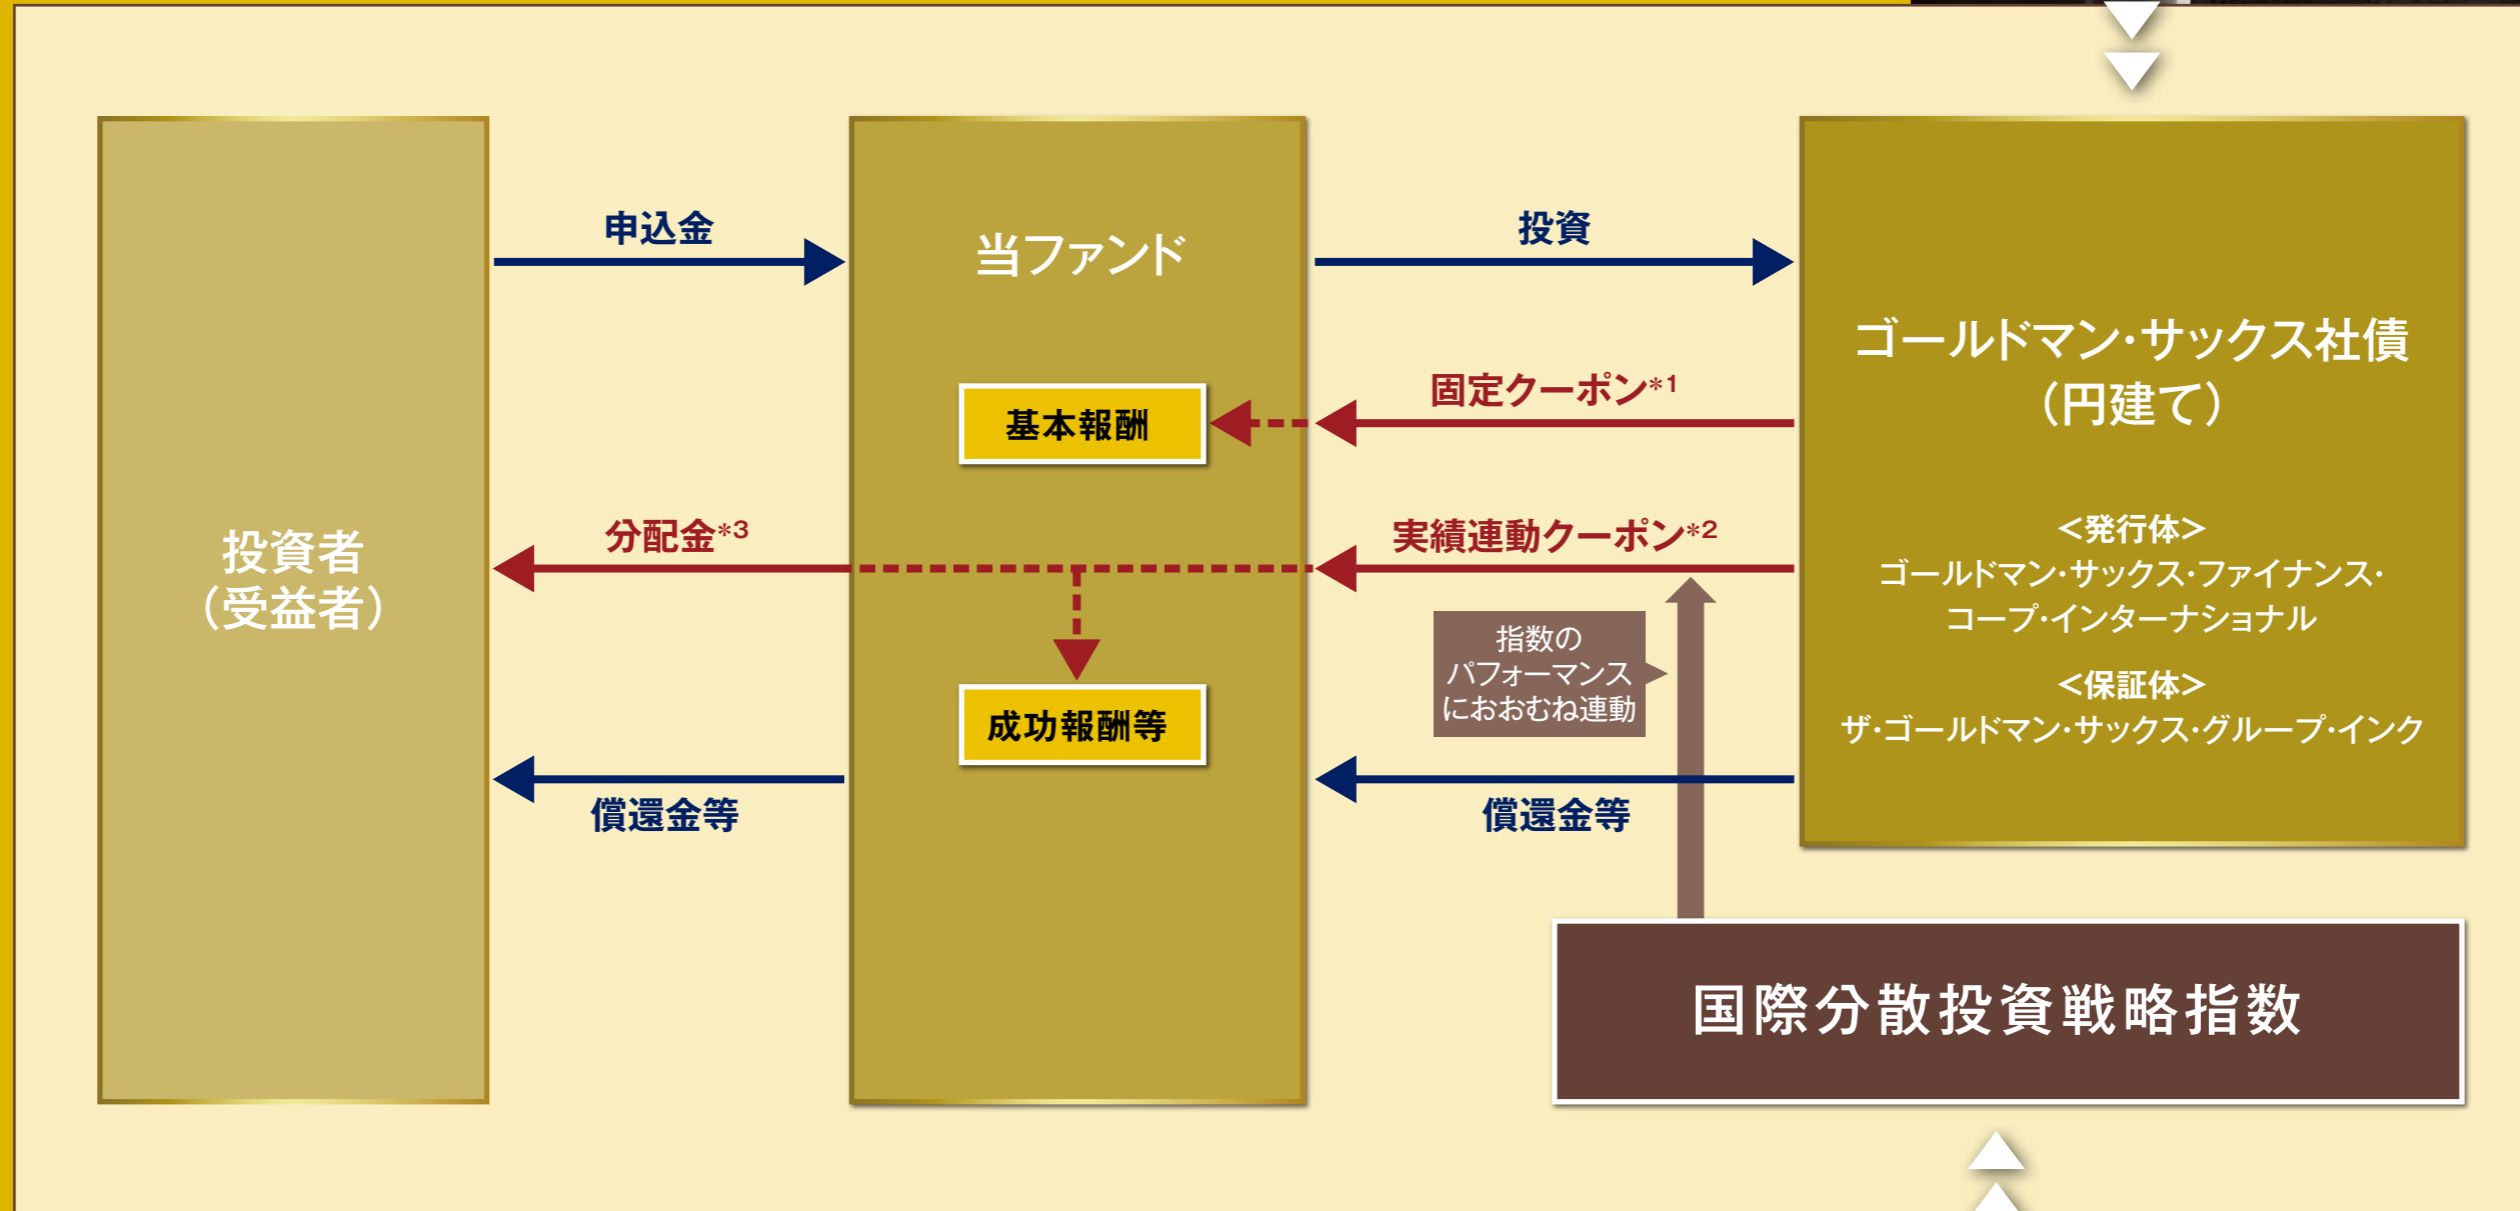 申込金
投資
当ファンド
ゴールドマン・サックス社債
（円建て）
固定クーポン*1
基本報酬
分配金*3
実績連動クーポン*2
投資者
（受益者）
<発行体>
ゴールドマン・サックス・ファイナンス・
コープ・インターナショナル
指数の
パフォーマンス
におおむね連動
<保証体>
ザ・ゴールドマン・サックス・グループ・インク
成功報酬等
償還金等
償還金等
国際分散投資戦略指数